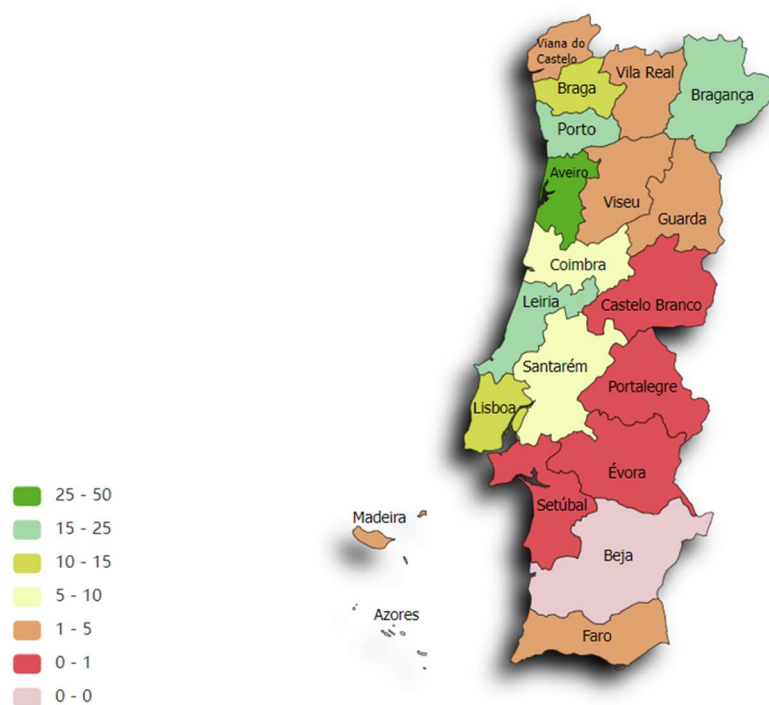 Viana do
Castelo
Vila Real
Braga
Bragança
Porto
Aveiro
Viseu
Guarda
Coimbra
Leiria
Castelo Branco
Santarém
Portalegre
Lisboa
Évora
Setúbal
Beja
Faro
Madeira
Azores
25 - 50
15 - 25
10 - 15
5 - 10
1 - 5
0 - 1
0 - 0